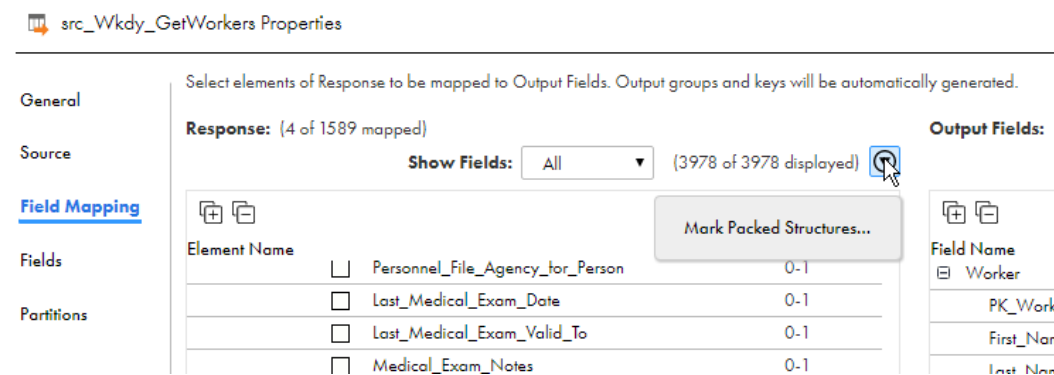 src_Wkdy_GetWorkers Properties
General
Source
Field Mapping
Fields
Partitions
Select elements of Response to be mapped to Output Fields. Output groups and keys will be automatically generated.
Response: (4 of 1589 mapped)
Show Fields: All (3978 of 3978 displayed)
Mark Packed Structures...
Element Name
Personnel_File_Agency_for_Person 0-1
Last_Medical_Exam_Date 0-1
Last_Medical_Exam_Valid_To 0-1
Medical_Exam_Notes 0-1
Output Fields:
Field Name
Worker
PK_Work
First_Nar
Last_Nar